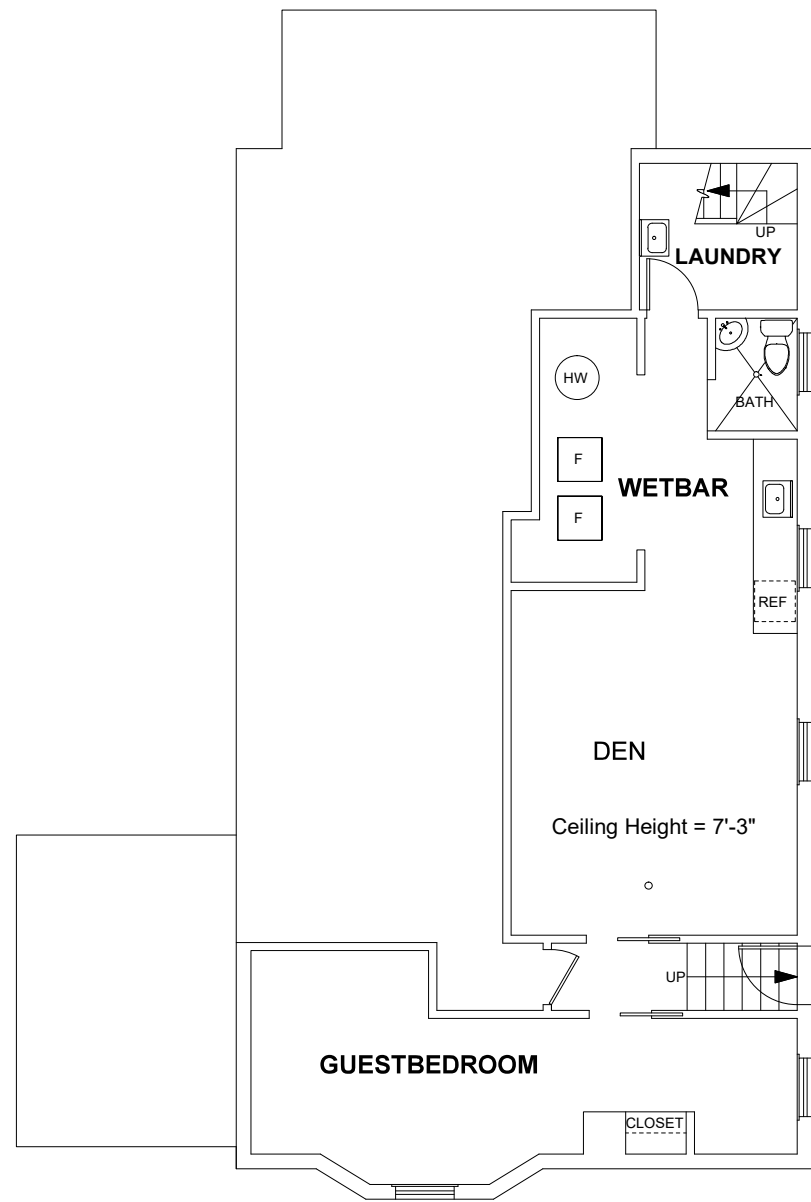 UP
LAUNDRY
HW
BATH
F
WETBAR
F
REF
DEN
Ceiling Height = 7'-3"
UP
GUESTBEDROOM
CLOSET